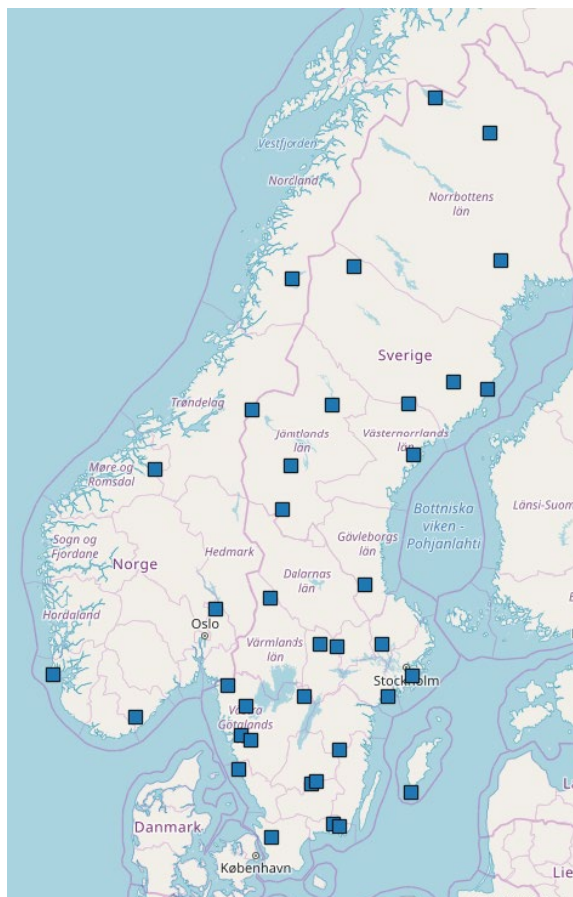 Vestfjorden
Nordland
Norrbottens
län
Sverige
Trøndelag
Jämtlands
län
Västernorrlands
län
Møre og
Romsdal
Bottniska
viken -
Pohjanlahti
Länsi-Suom
Sogn og
Fjordane
Norge
Hedmark
Gävleborgs
län
Dalarnas
län
Hordaland
Oslo
Värmlands
län
Stockholm
Västra
Götalands
Danmark
København
Lie